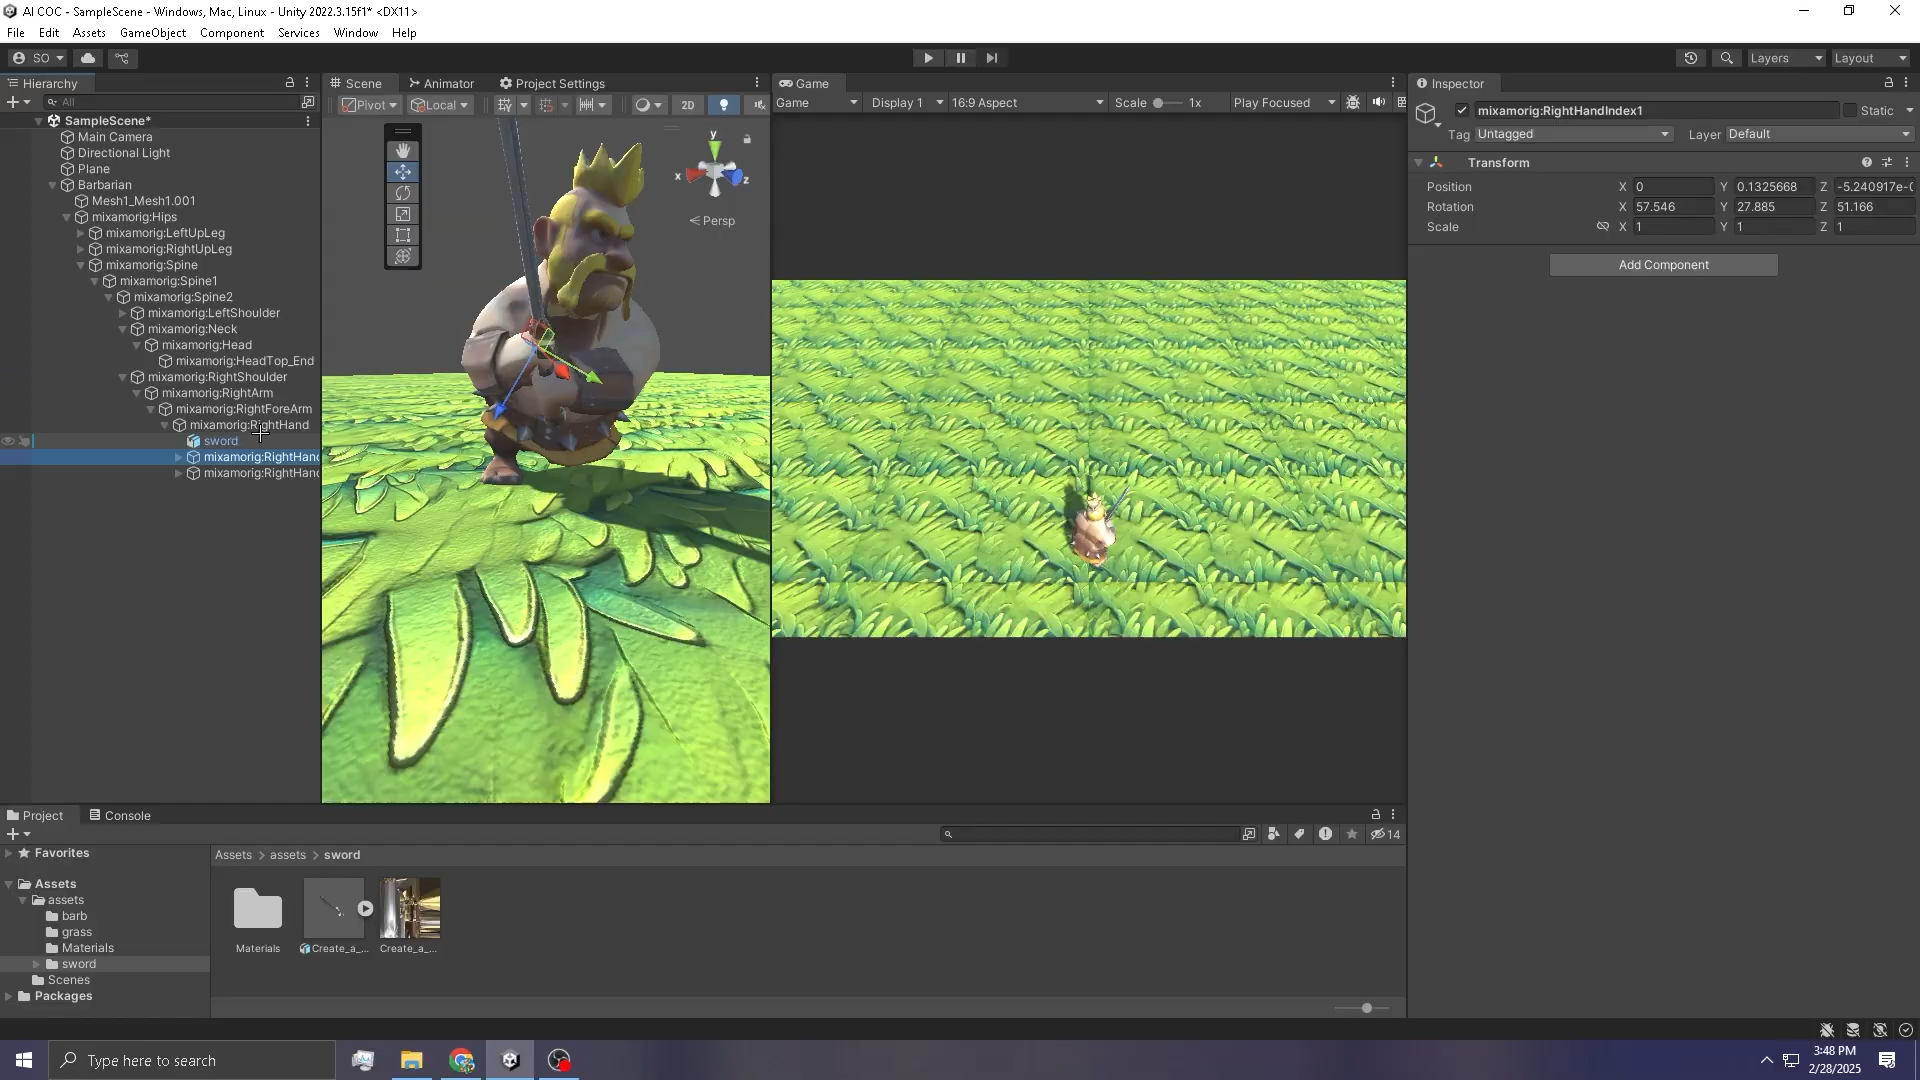 AI COC - SampleScene - Windows, Mac, Linux - Unity 2022.3.15f1* <DX11>
File Edit Assets GameObject Component Services Window Help
SO
Layers Layout
Hierarchy
All
SampleScene*
Main Camera
Directional Light
Plane
Barbarian
Mesh1_Mesh1.001
mixamorig:Hips
mixamorig:LeftUpLeg
mixamorig:RightUpLeg
mixamorig:Spine
mixamorig:Spine1
mixamorig:Spine2
mixamorig:LeftShoulder
mixamorig:Neck
mixamorig:Head
mixamorig:HeadTop_End
mixamorig:RightShoulder
mixamorig:RightArm
mixamorig:RightForeArm
mixamorig:RightHand
sword
mixamorig:RightHand
mixamorig:RightHand
Scene Animator Project Settings
Pivot Local 2D
y
x
z
< Persp
Game
Game Display 1 16:9 Aspect Scale 1x Play Focused
Inspector
mixamorig:RightHandIndex1 Static
Tag Untagged Layer Default
Transform
Position X 0 Y 0.1325668 Z -5.240917e-0
Rotation X 57.546 Y 27.885 Z 51.166
Scale X 1 Y 1 Z 1
Add Component
Project Console
14
Favorites
Assets
assets
barb
grass
Materials
sword
Scenes
Packages
Assets > assets > sword
Materials
Create_a_...
Create_a_...
Type here to search
3:48 PM
2/28/2025